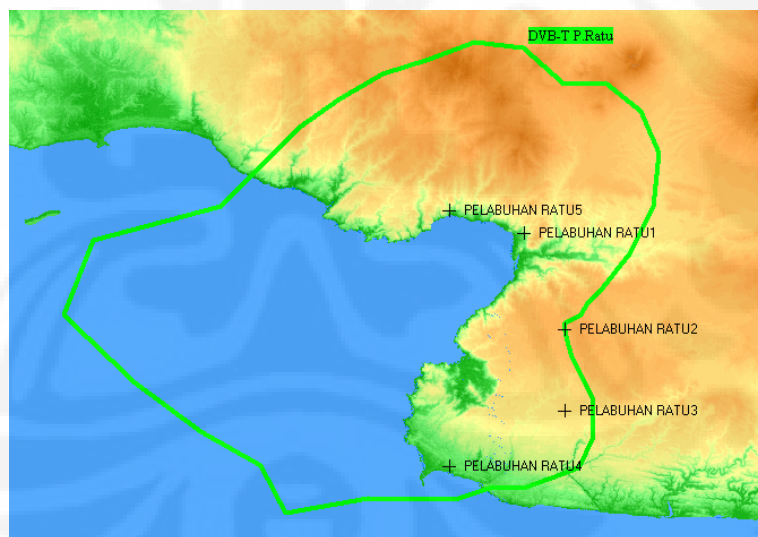 DVB-T P.Ratu
PELABUHAN RATU5
PELABUHAN RATU1
PELABUHAN RATU2
PELABUHAN RATU3
PELABUHAN RATU4